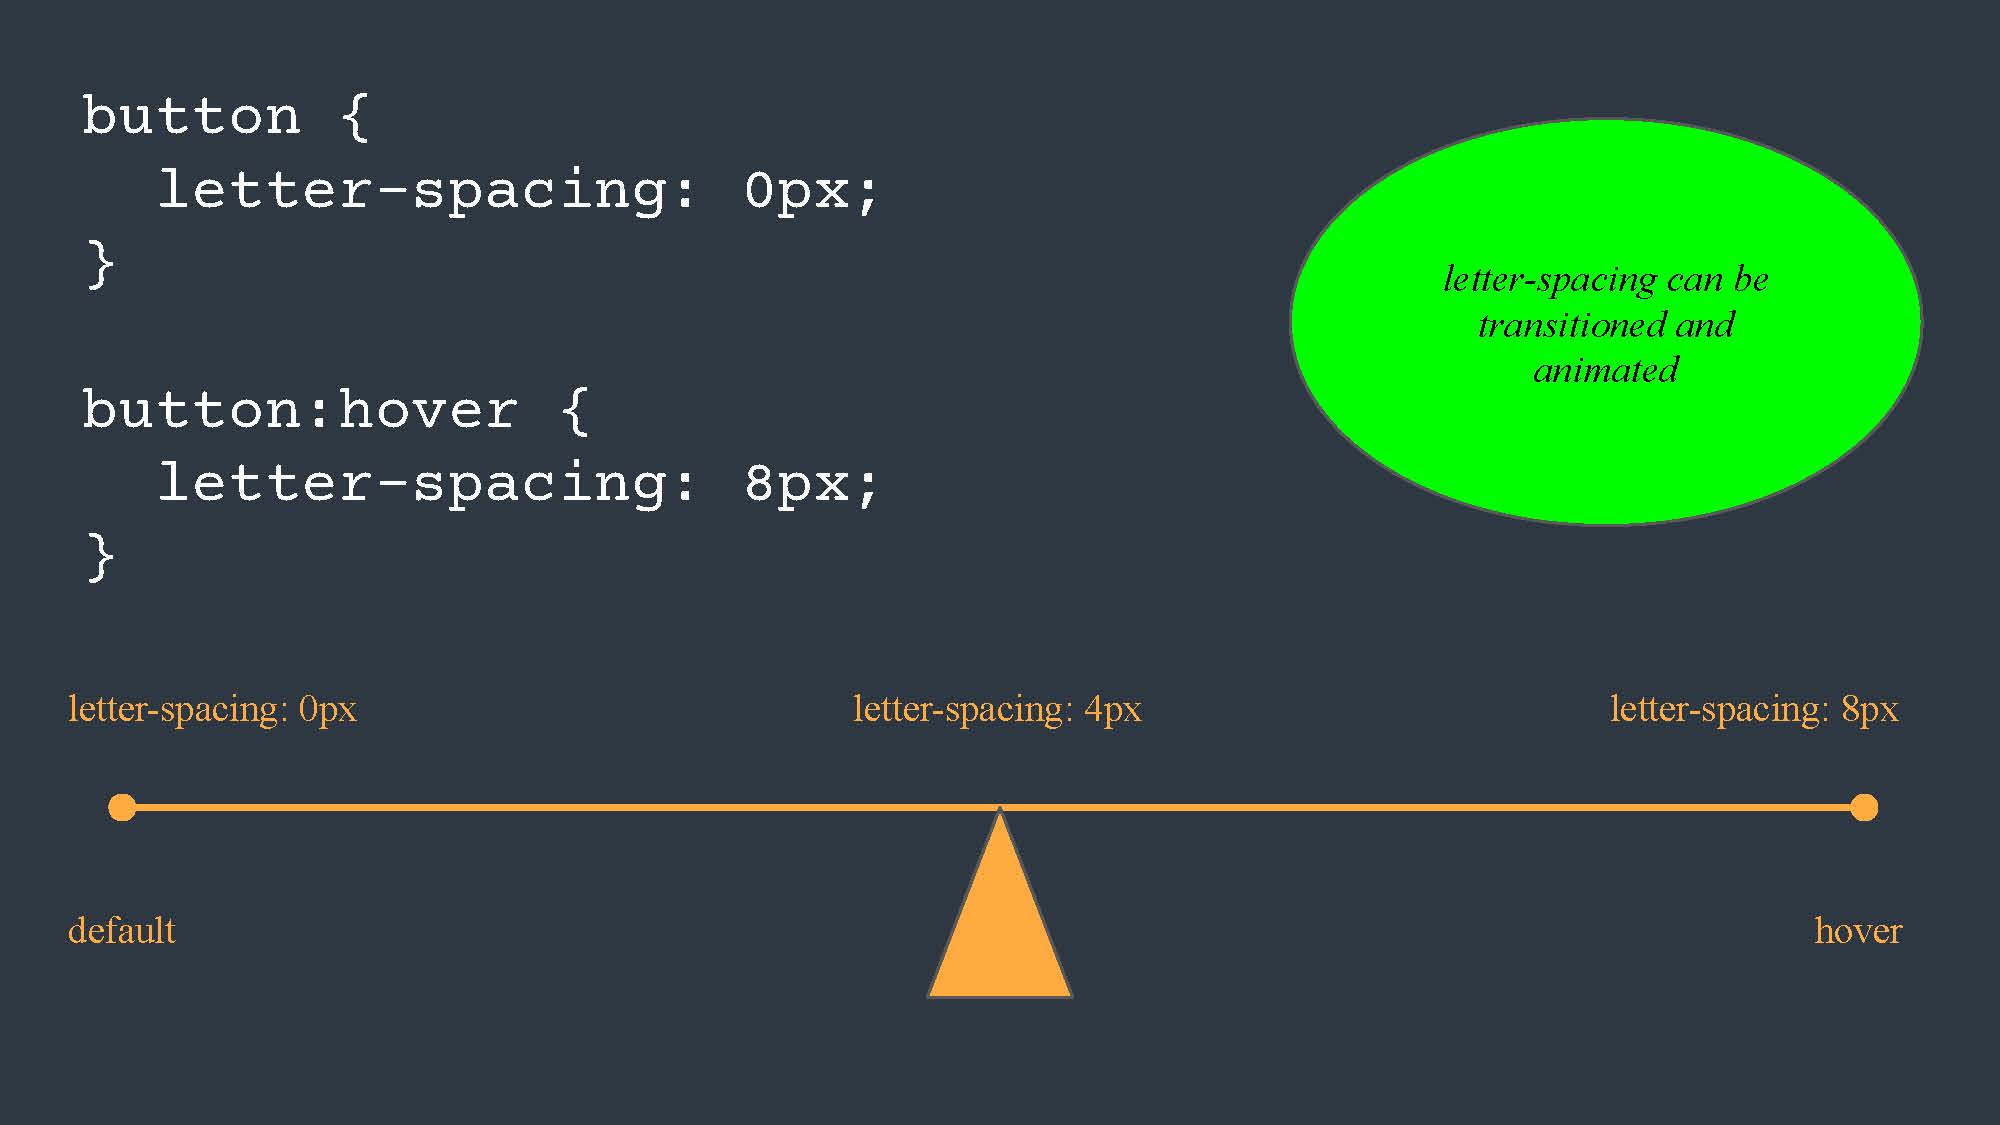 button {
  letter-spacing: 0px;
}
button:hover {
  letter-spacing: 8px;
}
letter-spacing can be
transitioned and
animated
letter-spacing: 0px
letter-spacing: 4px
letter-spacing: 8px
default
hover